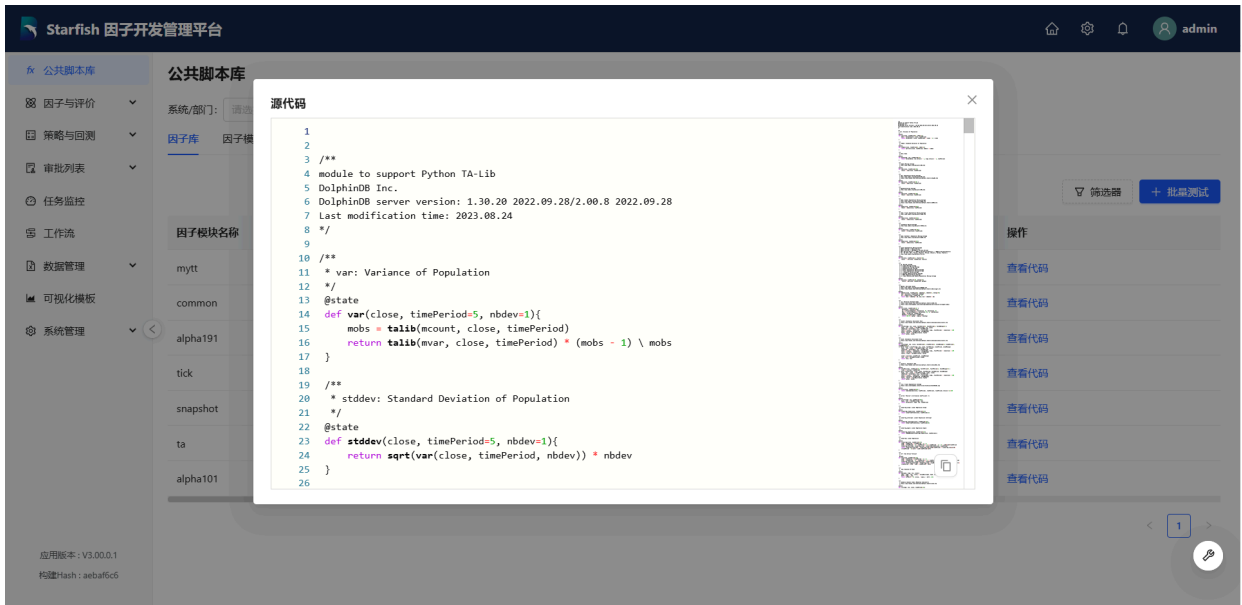 Starfish 因子开发管理平台
admin
公共脚本库
因子与评价
策略与回测
审批列表
任务监控
工作流
数据管理
可视化模板
系统管理
应用版本 : V3.00.0.1
构建Hash : aebaf6c6
公共脚本库
系统/部门:
因子库 因子模
筛选器
批量测试
因子模块名称 操作
mytt 查看代码
common 查看代码
alpha191 查看代码
tick 查看代码
snapshot 查看代码
ta 查看代码
alpha101 查看代码
1
源代码
1
2
3 /**
4 module to support Python TA-Lib
5 DolphinDB Inc.
6 DolphinDB server version: 1.30.20 2022.09.28/2.00.8 2022.09.28
7 Last modification time: 2023.08.24
8 */
9
10 /**
11 * var: Variance of Population
12 */
13 @state
14 def var(close, timePeriod=5, nbdev=1){
15 mobs = talib(mcount, close, timePeriod)
16 return talib(mvar, close, timePeriod) * (mobs - 1) \ mobs
17 }
18
19 /**
20 * stddev: Standard Deviation of Population
21 */
22 @state
23 def stddev(close, timePeriod=5, nbdev=1){
24 return sqrt(var(close, timePeriod, nbdev)) * nbdev
25 }
26